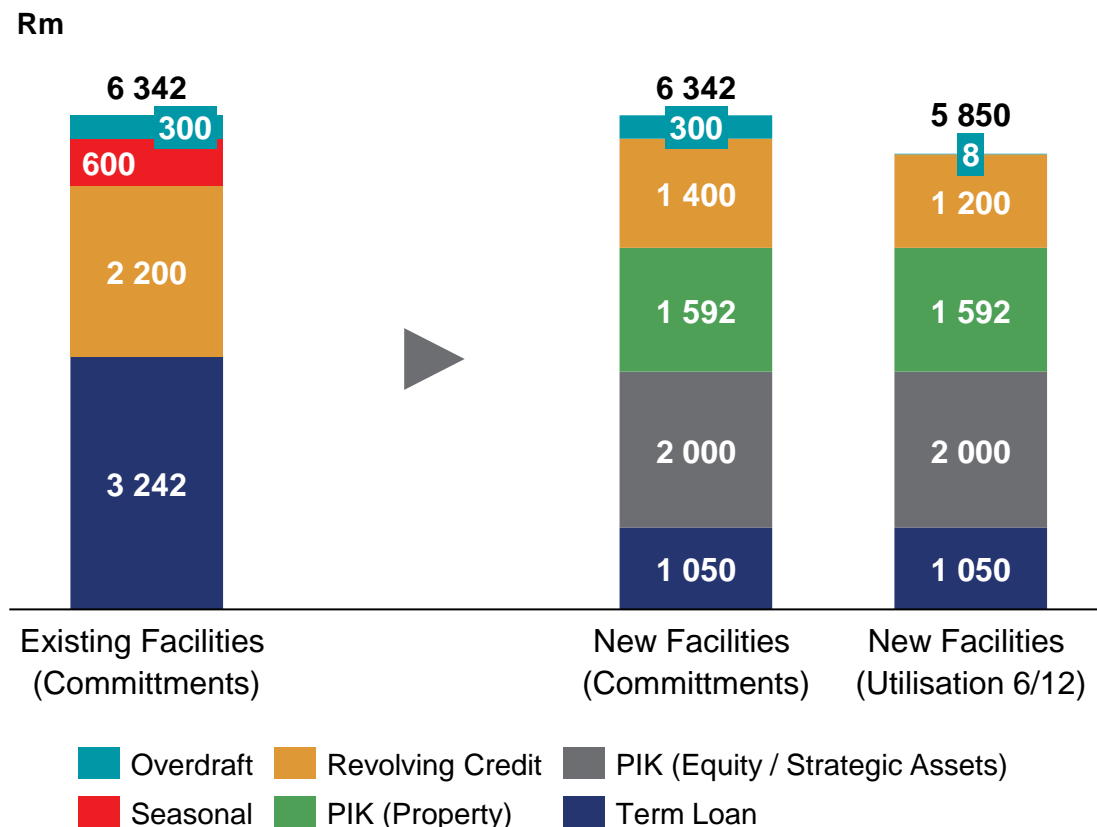 Rm
6 342
300
600
2 200
3 242
6 342
300
1 400
1 592
2 000
1 050
5 850
8
1 200
1 592
2 000
1 050
Existing Facilities
(Committments)
New Facilities
(Committments)
New Facilities
(Utilisation 6/12)
Overdraft
Revolving Credit
PIK (Equity / Strategic Assets)
Seasonal
PIK (Property)
Term Loan